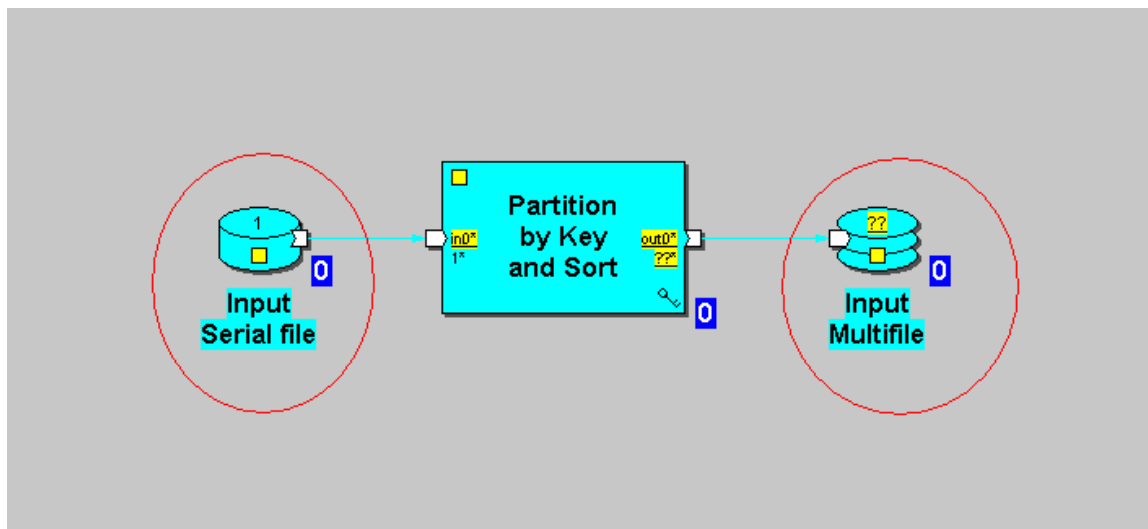 1
0
Input
Serial file
in0*
1*
Partition
by Key
and Sort
out0*
??*
0
??
0
Input
Multifile